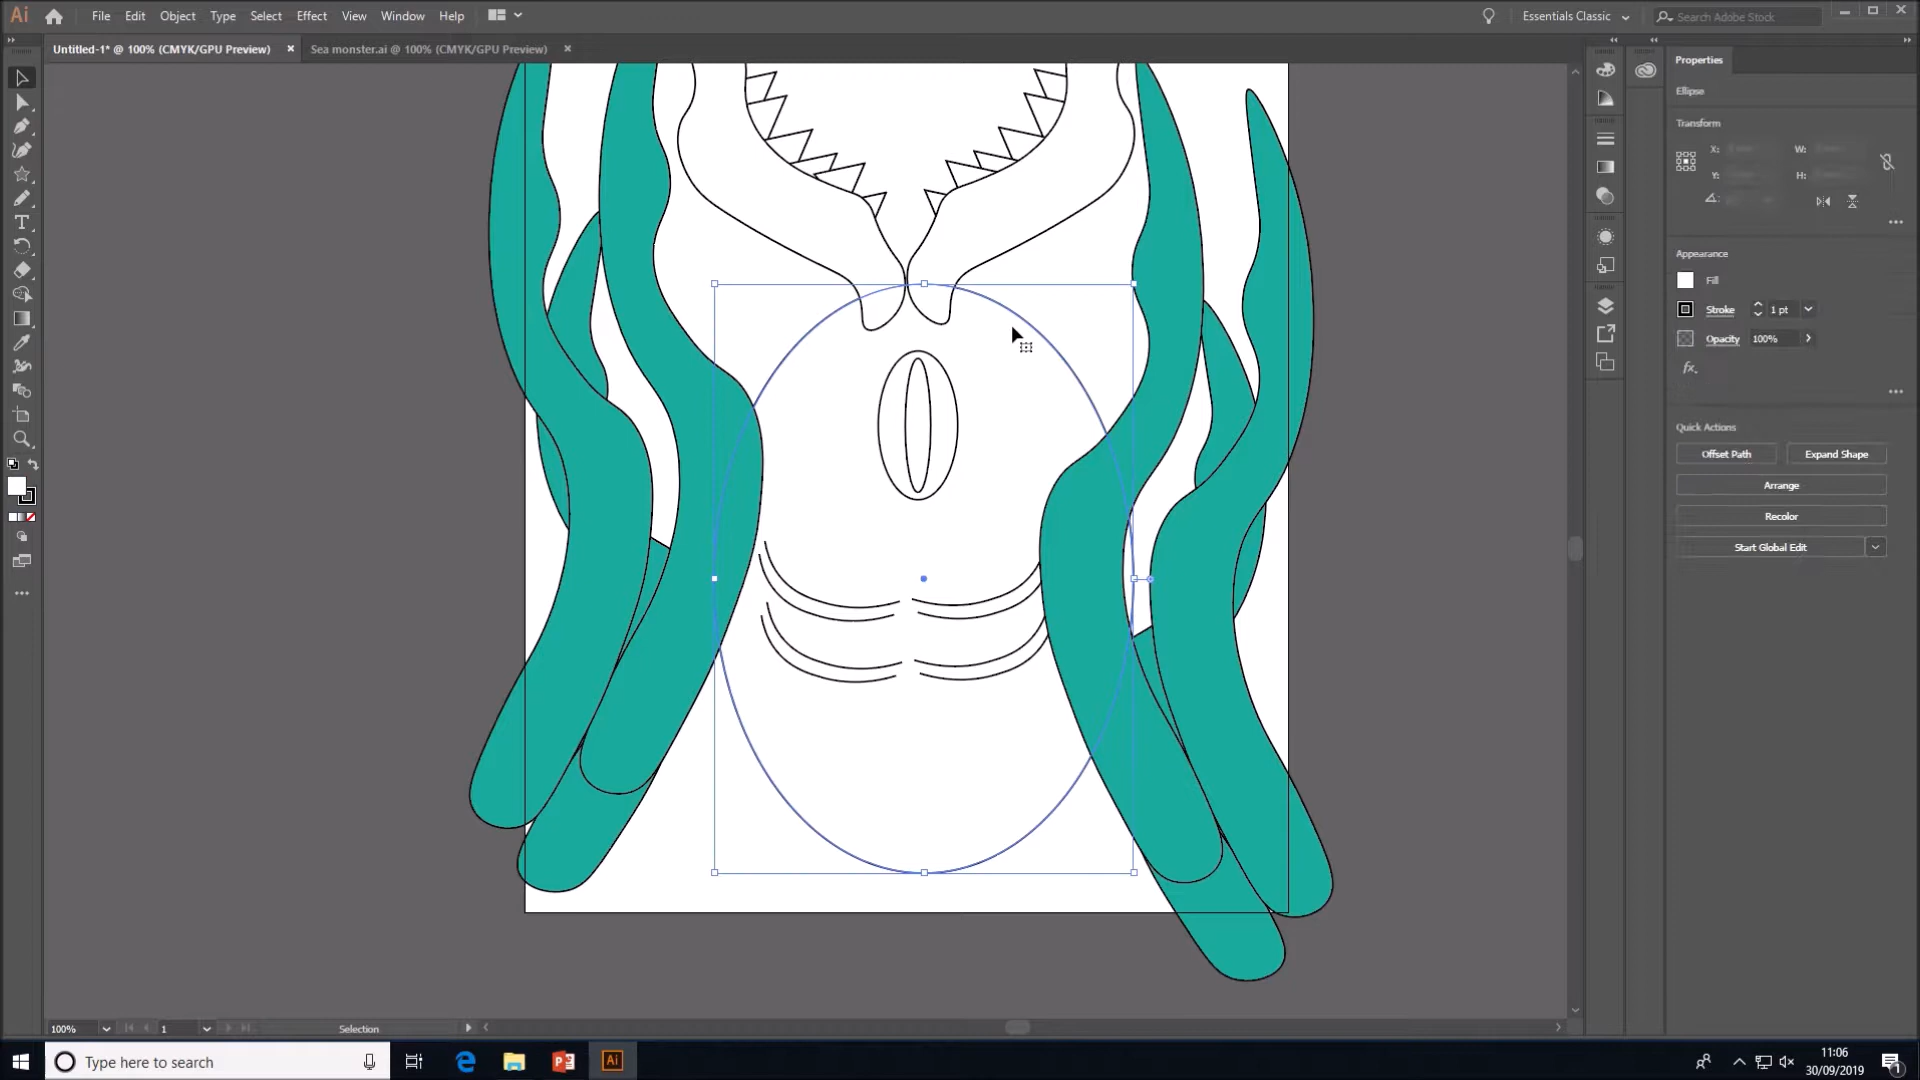 Ai File Edit Object Type Select Effect View Window Help Essentials Classic Search Adobe Stock
Untitled-1* @ 100% (CMYK/GPU Preview) × Sea monster.ai @ 100% (CMYK/GPU Preview) ×
Properties
Ellipse
Transform
X: W:
Y: H:
Appearance
Fill
Stroke 1 pt
Opacity 100%
fx.
Quick Actions
Offset Path Expand Shape
Arrange
Recolor
Start Global Edit
100% 1 Selection
Type here to search
Ai
11:06
30/09/2019
1